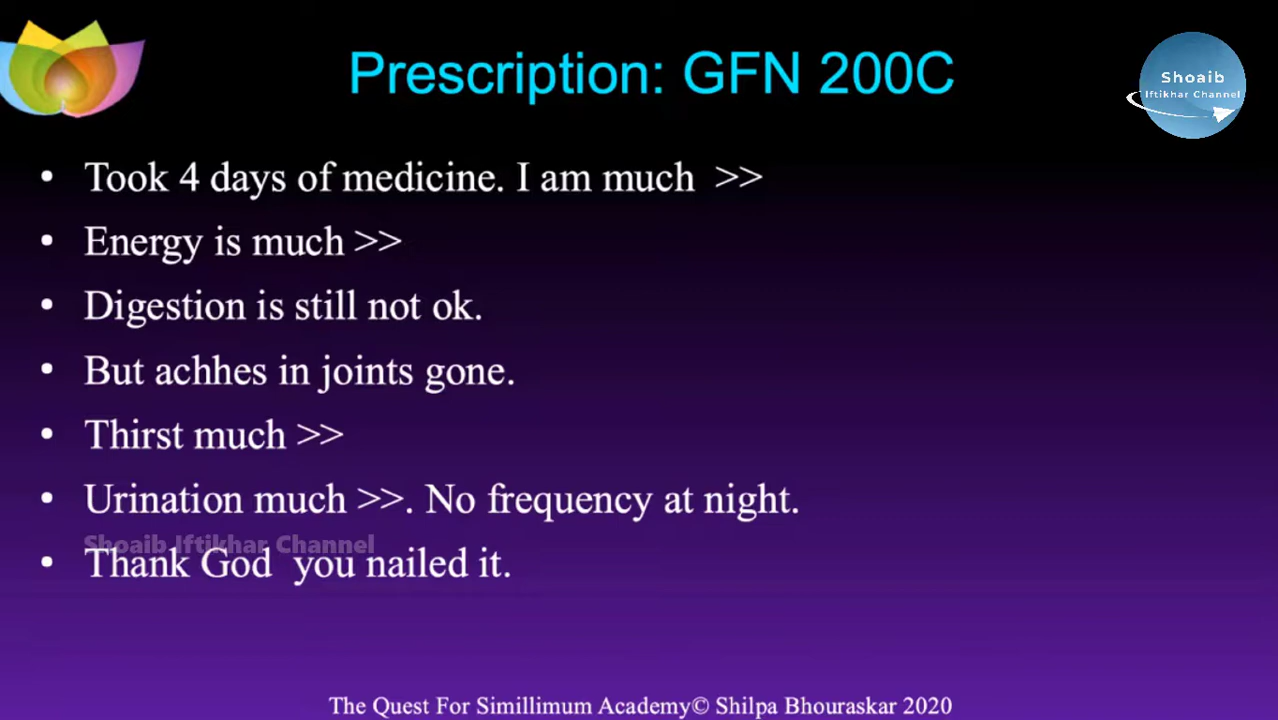 Prescription: GFN 200C
Shoaib
Iftikhar Channel
• Took 4 days of medicine. I am much >>
• Energy is much >>
• Digestion is still not ok.
• But achhes in joints gone.
• Thirst much >>
• Urination much >>. No frequency at night.
Shoaib Iftikhar Channel
• Thank God you nailed it.
The Quest For Simillimum Academy© Shilpa Bhouraskar 2020